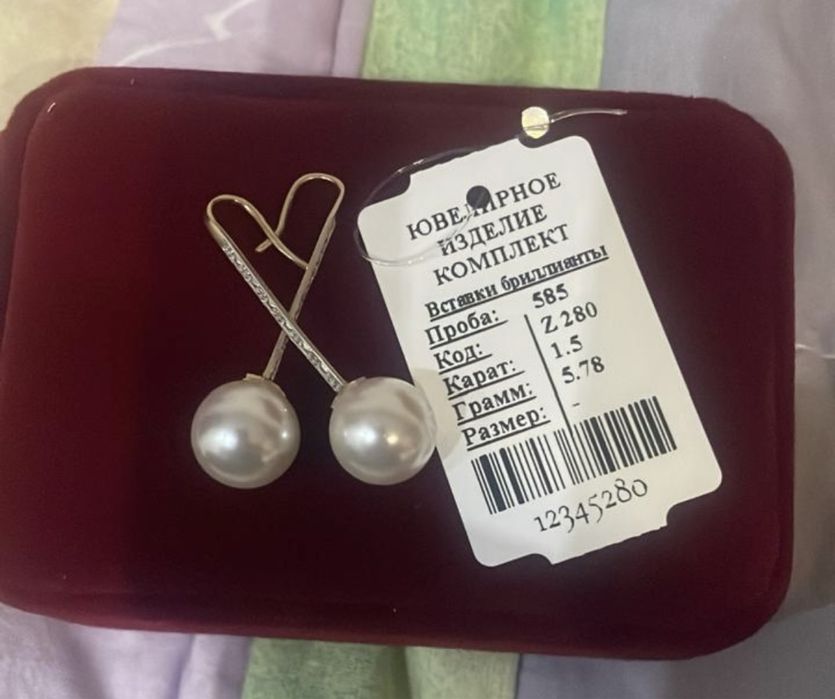 ЮВЕЛИРНОЕ
ИЗДЕЛИЕ
КОМПЛЕКТ
Вставки бриллианты
Проба: 585
Код: Z 280
Карат: 1.5
Грамм: 5.78
Размер: -
12345280